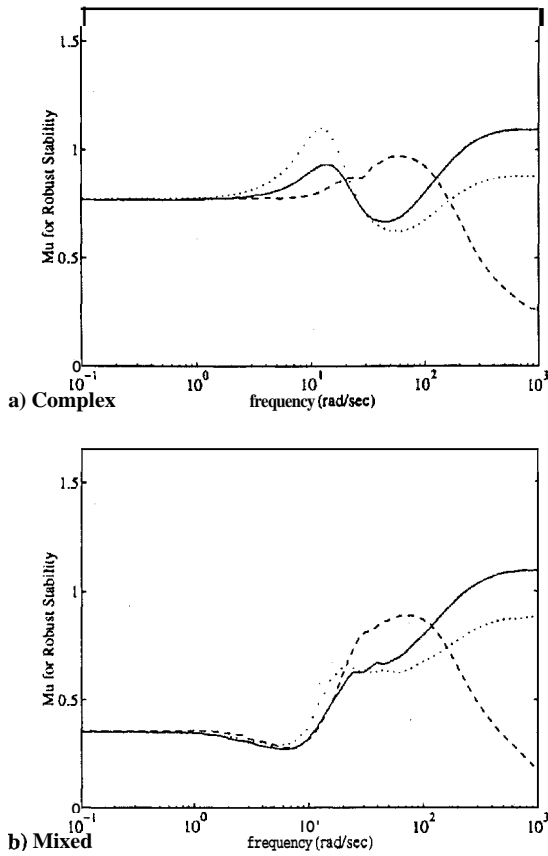 1.5
1
0.5
0
Mu for Robust Stability
10⁻¹ 10⁰ 10¹ 10² 10³
a) Complex
frequency (rad/sec)
1.5
1
0.5
0
Mu for Robust Stability
10⁻¹ 10⁰ 10¹ 10² 10³
b) Mixed
frequency (rad/sec)